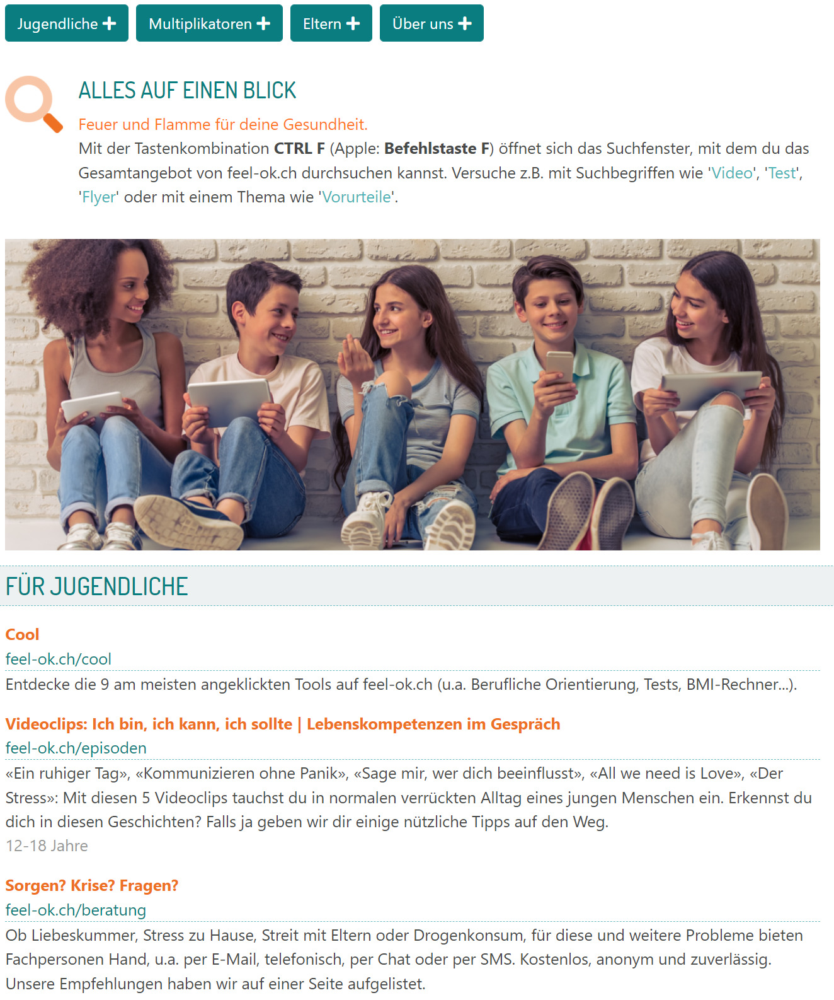 Jugendliche
Multiplikatoren
Eltern
Über uns
ALLES AUF EINEN BLICK
Feuer und Flamme für deine Gesundheit.
Mit der Tastenkombination CTRL F (Apple: Befehlstaste F) öffnet sich das Suchfenster, mit dem du das
Gesamtangebot von feel-ok.ch durchsuchen kannst. Versuche z.B. mit Suchbegriffen wie 'Video', 'Test',
'Flyer' oder mit einem Thema wie 'Vorurteile'.
FÜR JUGENDLICHE
Cool
feel-ok.ch/cool
Entdecke die 9 am meisten angeklickten Tools auf feel-ok.ch (u.a. Berufliche Orientierung, Tests, BMI-Rechner...).
Videoclips: Ich bin, ich kann, ich sollte | Lebenskompetenzen im Gespräch
feel-ok.ch/episoden
«Ein ruhiger Tag», «Kommunizieren ohne Panik», «Sage mir, wer dich beeinflusst», «All we need is Love», «Der
Stress»: Mit diesen 5 Videoclips tauchst du in normalen verrückten Alltag eines jungen Menschen ein. Erkennst du
dich in diesen Geschichten? Falls ja geben wir dir einige nützliche Tipps auf den Weg.
12-18 Jahre
Sorgen? Krise? Fragen?
feel-ok.ch/beratung
Ob Liebeskummer, Stress zu Hause, Streit mit Eltern oder Drogenkonsum, für diese und weitere Probleme bieten
Fachpersonen Hand, u.a. per E-Mail, telefonisch, per Chat oder per SMS. Kostenlos, anonym und zuverlässig.
Unsere Empfehlungen haben wir auf einer Seite aufgelistet.